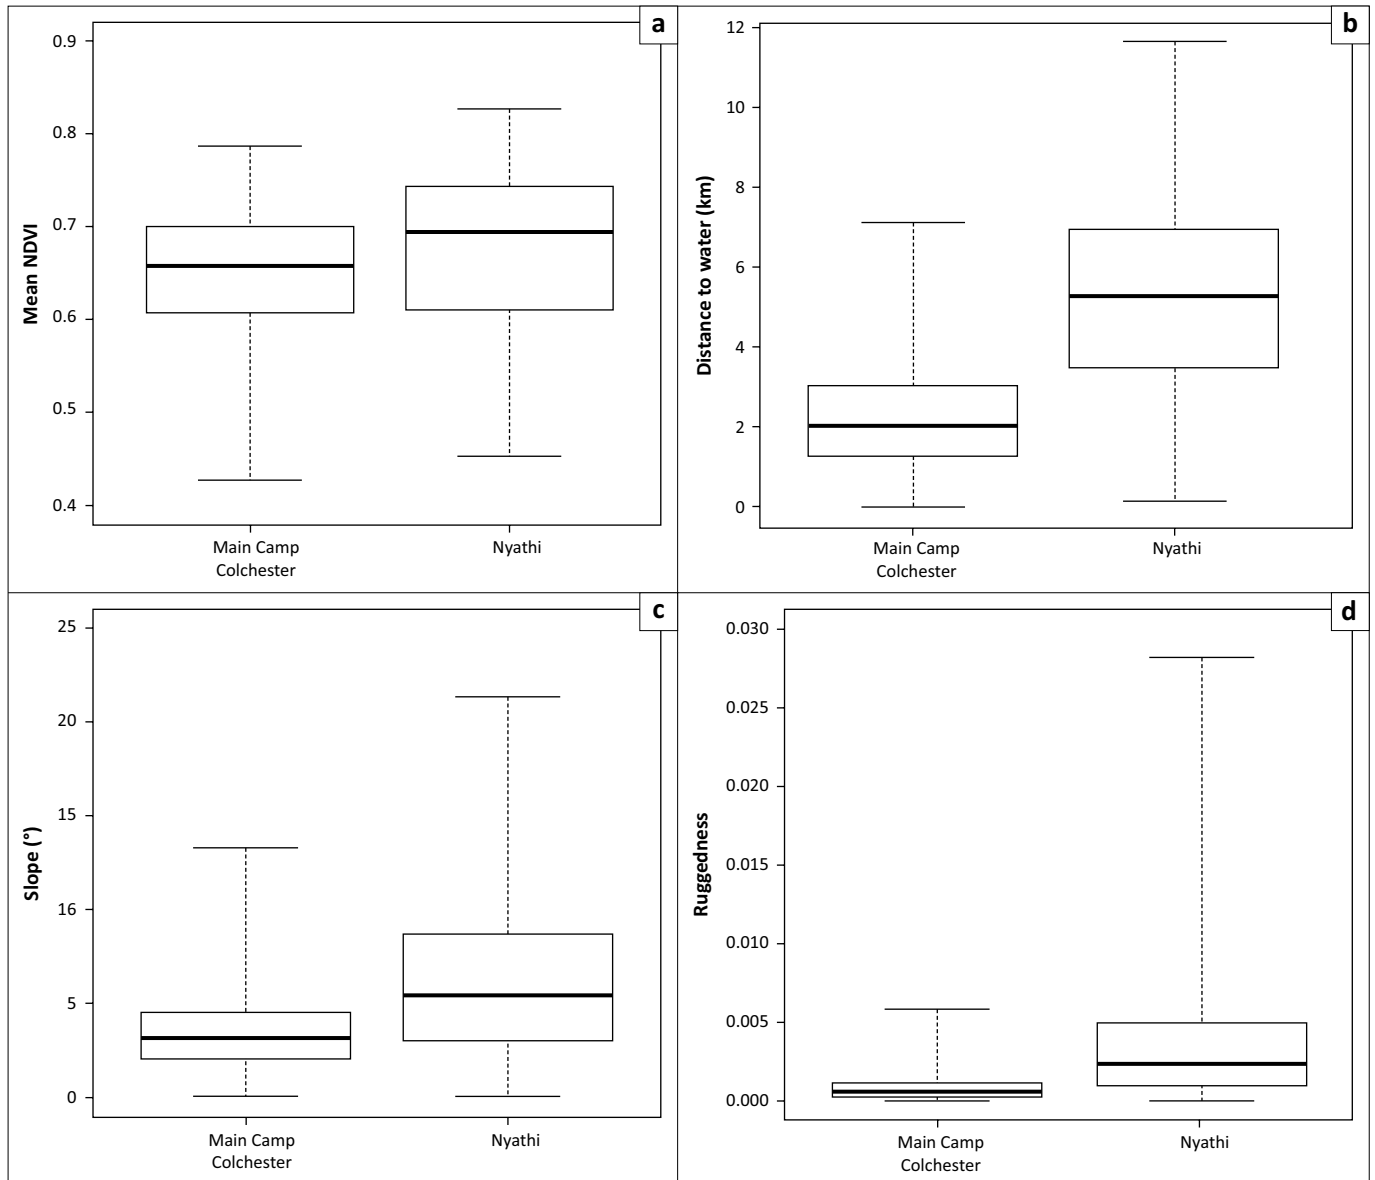 a
0.9
0.8
0.7
0.6
0.5
0.4
Mean NDVI
Main Camp
Colchester
Nyathi
b
12
10
8
6
4
2
0
Distance to water (km)
Main Camp
Colchester
Nyathi
c
25
20
15
16
5
0
Slope (°)
Main Camp
Colchester
Nyathi
d
0.030
0.025
0.020
0.015
0.010
0.005
0.000
Ruggedness
Main Camp
Colchester
Nyathi